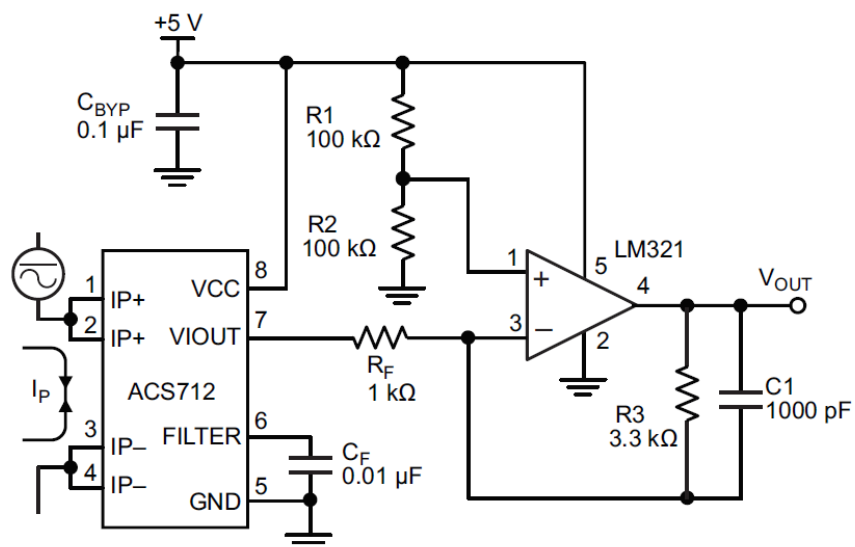 +5 V
C_BYP
0.1 µF
R1
100 kΩ
R2
100 kΩ
LM321
1
+
5
4
V_OUT
3
–
2
1
IP+
2
IP+
VCC
8
VIOUT
7
R_F
1 kΩ
I_P
ACS712
3
IP–
4
IP–
FILTER
6
GND
5
C_F
0.01 µF
R3
3.3 kΩ
C1
1000 pF